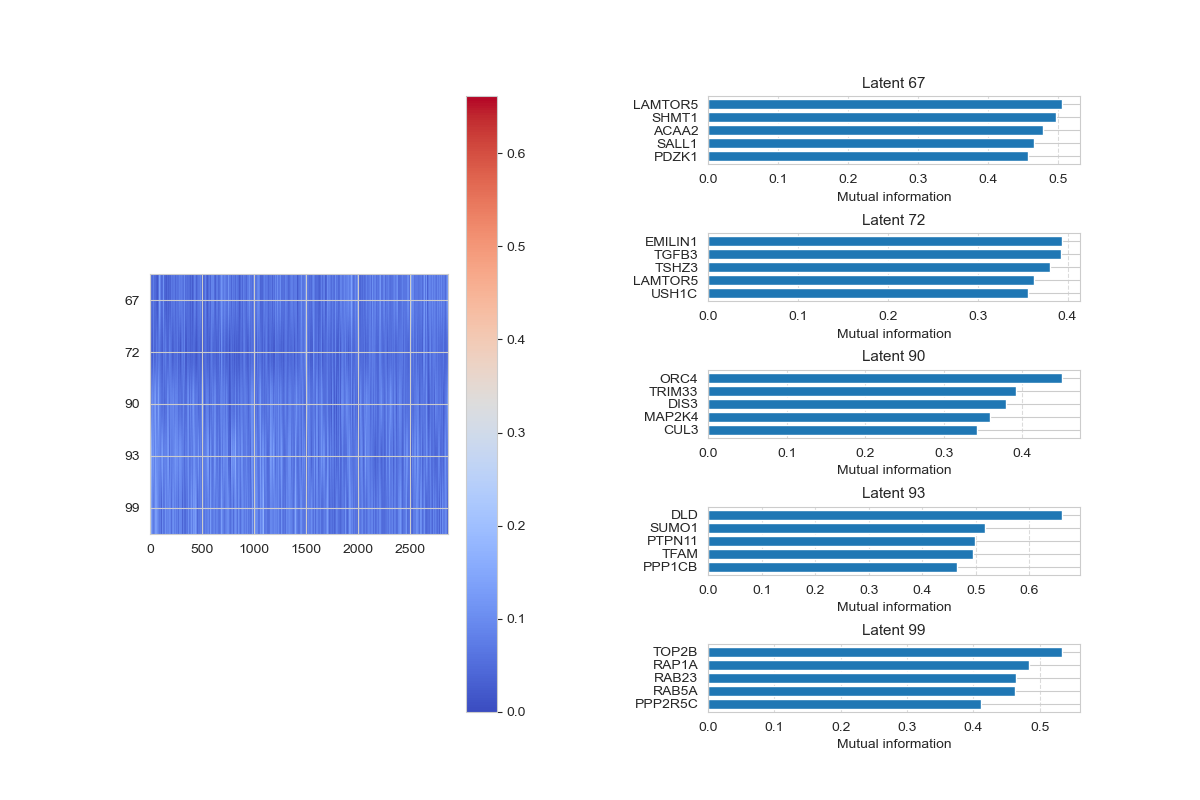 67
72
90
93
99
0 500 1000 1500 2000 2500
0.6
0.5
0.4
0.3
0.2
0.1
0.0
Latent 67
LAMTOR5
SHMT1
ACAA2
SALL1
PDZK1
0.0 0.1 0.2 0.3 0.4 0.5
Mutual information
Latent 72
EMILIN1
TGFB3
TSHZ3
LAMTOR5
USH1C
0.0 0.1 0.2 0.3 0.4
Mutual information
Latent 90
ORC4
TRIM33
DIS3
MAP2K4
CUL3
0.0 0.1 0.2 0.3 0.4
Mutual information
Latent 93
DLD
SUMO1
PTPN11
TFAM
PPP1CB
0.0 0.1 0.2 0.3 0.4 0.5 0.6
Mutual information
Latent 99
TOP2B
RAP1A
RAB23
RAB5A
PPP2R5C
0.0 0.1 0.2 0.3 0.4 0.5
Mutual information